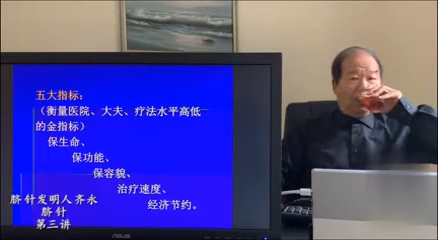 五大指标：
（衡量医院、大夫、疗法水平高低
的金指标）
保生命、
保功能、
保容貌、
治疗速度、
经济节约。
脐针发明人齐永
脐针
第三讲
ASUS